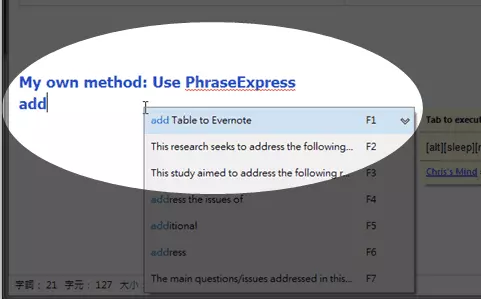 My own method: Use PhraseExpress
add
add Table to Evernote F1
This research seeks to address the following... F2
This study aimed to address the following r... F3
address the issues of F4
additional F5
address F6
The main questions/issues addressed in this... F7
Tab to execut
[alt][sleep][r
Chris's Mind
字詞： 21 字元： 127 大小